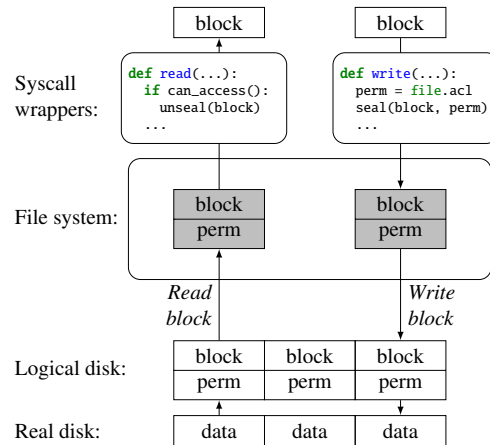 block block
Syscall
wrappers:
def read(...):
if can_access():
unseal(block)
...
def write(...):
perm = file.acl
seal(block, perm)
...
File system:
block block
perm perm
Read
block
Write
block
Logical disk:
block block block
perm perm perm
Real disk:
data data data